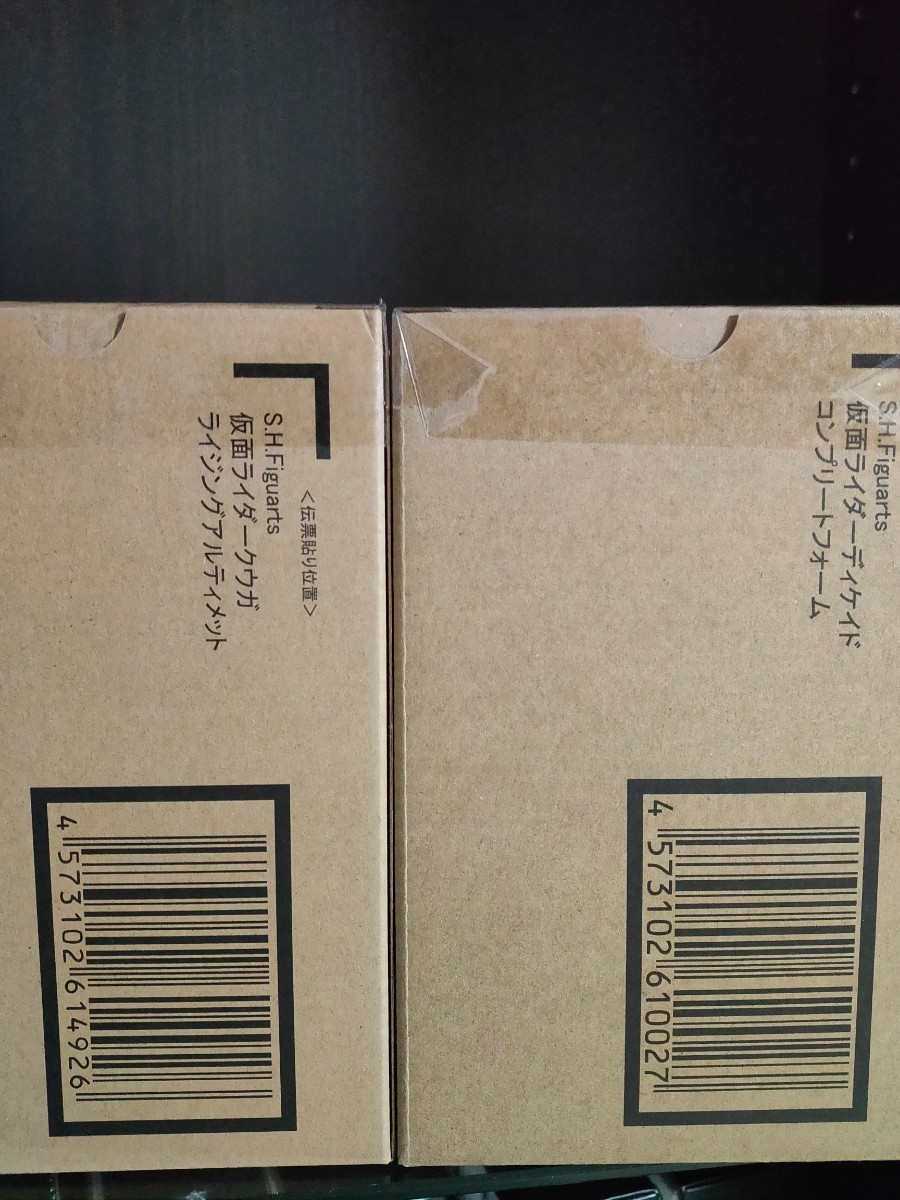 <伝票貼り位置>
S.H.Figuarts
仮面ライダークウガ
ライジングアルティメット
4 573102 614926
S.H.Figuarts
仮面ライダーディケイド
コンプリートフォーム
4 573102 610027